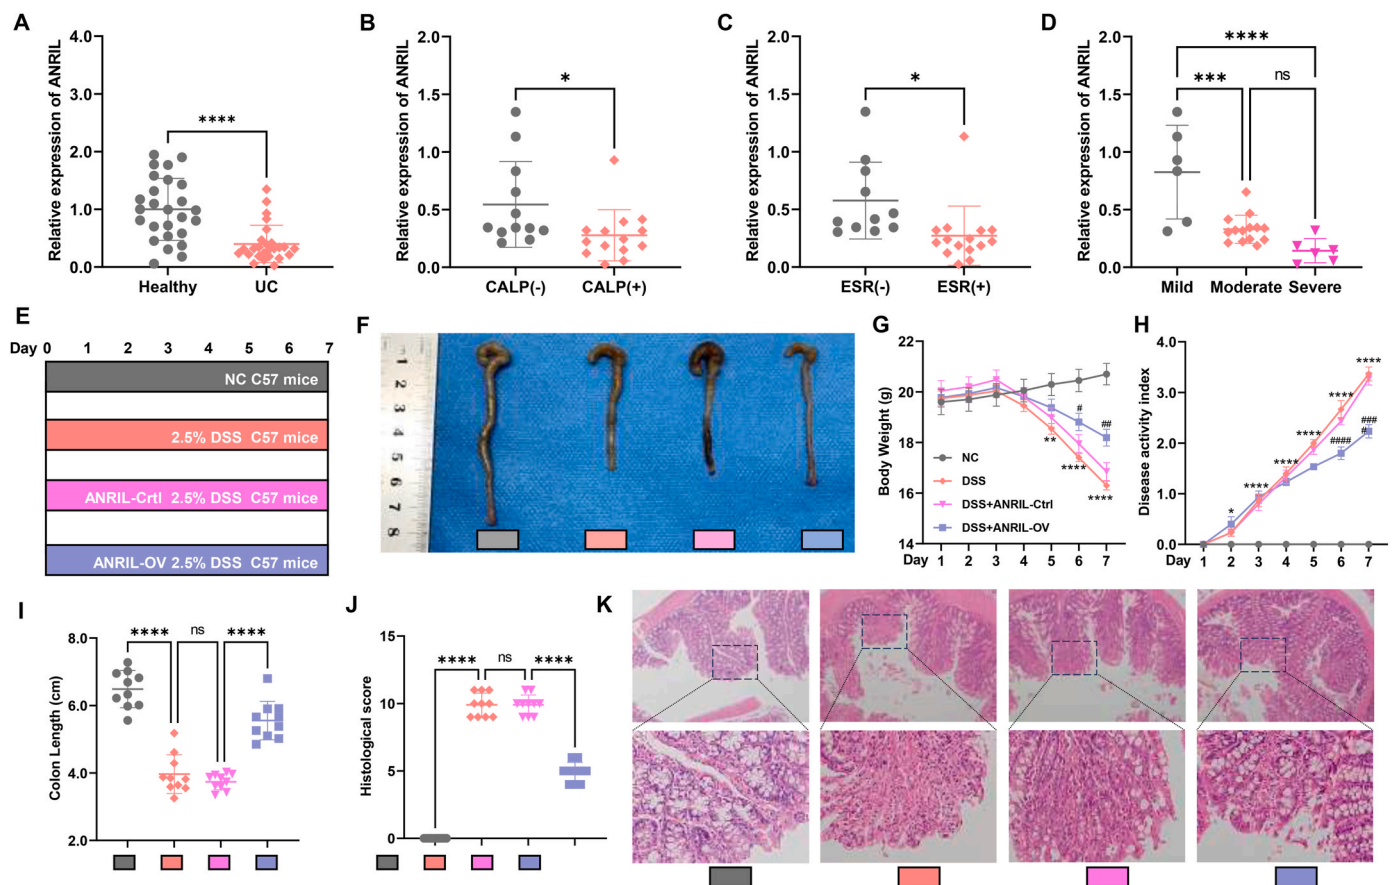 A
Relative expression of ANRIL
4.0
3.0
2.0
1.0
0.0
****
Healthy
UC
B
Relative expression of ANRIL
2.0
1.5
1.0
0.5
0.0
*
CALP(-)
CALP(+)
C
Relative expression of ANRIL
2.0
1.5
1.0
0.5
0.0
*
ESR(-)
ESR(+)
D
Relative expression of ANRIL
2.0
1.5
1.0
0.5
0.0
****
***
ns
Mild
Moderate
Severe
E
Day 0 1 2 3 4 5 6 7
NC C57 mice
2.5% DSS C57 mice
ANRIL-Crtl 2.5% DSS C57 mice
ANRIL-OV 2.5% DSS C57 mice
F
1
2
3
4
5
6
7
8
G
Body Weight (g)
22
20
18
16
14
NC
DSS
DSS+ANRIL-Ctrl
DSS+ANRIL-OV
**
****
****
#
##
Day 1 2 3 4 5 6 7
H
Disease activity index
4.0
3.0
2.0
1.0
0.0
*
****
****
****
****
****
####
###
#
Day 1 2 3 4 5 6 7
I
Colon Length (cm)
8.0
6.0
4.0
2.0
****
ns
****
J
Histological score
15
10
5
0
****
ns
****
K